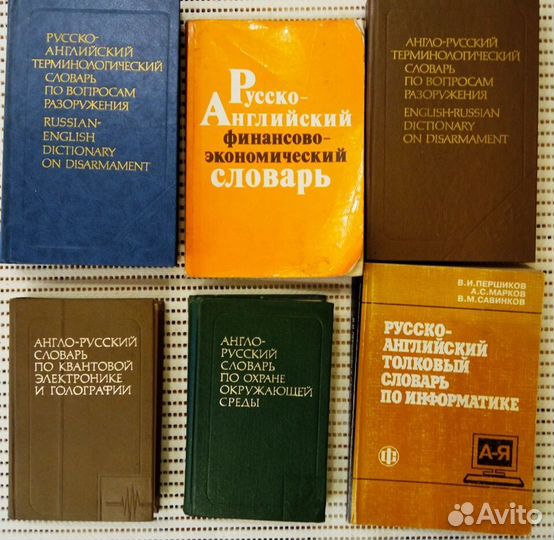 РУССКО-
АНГЛИЙСКИЙ
ТЕРМИНОЛОГИЧЕСКИЙ
СЛОВАРЬ
ПО ВОПРОСАМ
РАЗОРУЖЕНИЯ
RUSSIAN-
ENGLISH
DICTIONARY
ON DISARMAMENT
Русско-
Английский
финансово-
экономический
словарь
АНГЛО-РУССКИЙ
ТЕРМИНОЛОГИЧЕСКИЙ
СЛОВАРЬ
ПО ВОПРОСАМ
РАЗОРУЖЕНИЯ
ENGLISH-RUSSIAN
DICTIONARY
ON DISARMAMENT
АНГЛО-РУССКИЙ
СЛОВАРЬ
ПО КВАНТОВОЙ
ЭЛЕКТРОНИКЕ
И ГОЛОГРАФИИ
АНГЛО-
РУССКИЙ
СЛОВАРЬ
ПО ОХРАНЕ
ОКРУЖАЮЩЕЙ
СРЕДЫ
В.И.ПЕРШИКОВ
А.С.МАРКОВ
В.М.САВИНКОВ
РУССКО-
АНГЛИЙСКИЙ
ТОЛКОВЫЙ
СЛОВАРЬ
ПО ИНФОРМАТИКЕ
А-Я
Avito